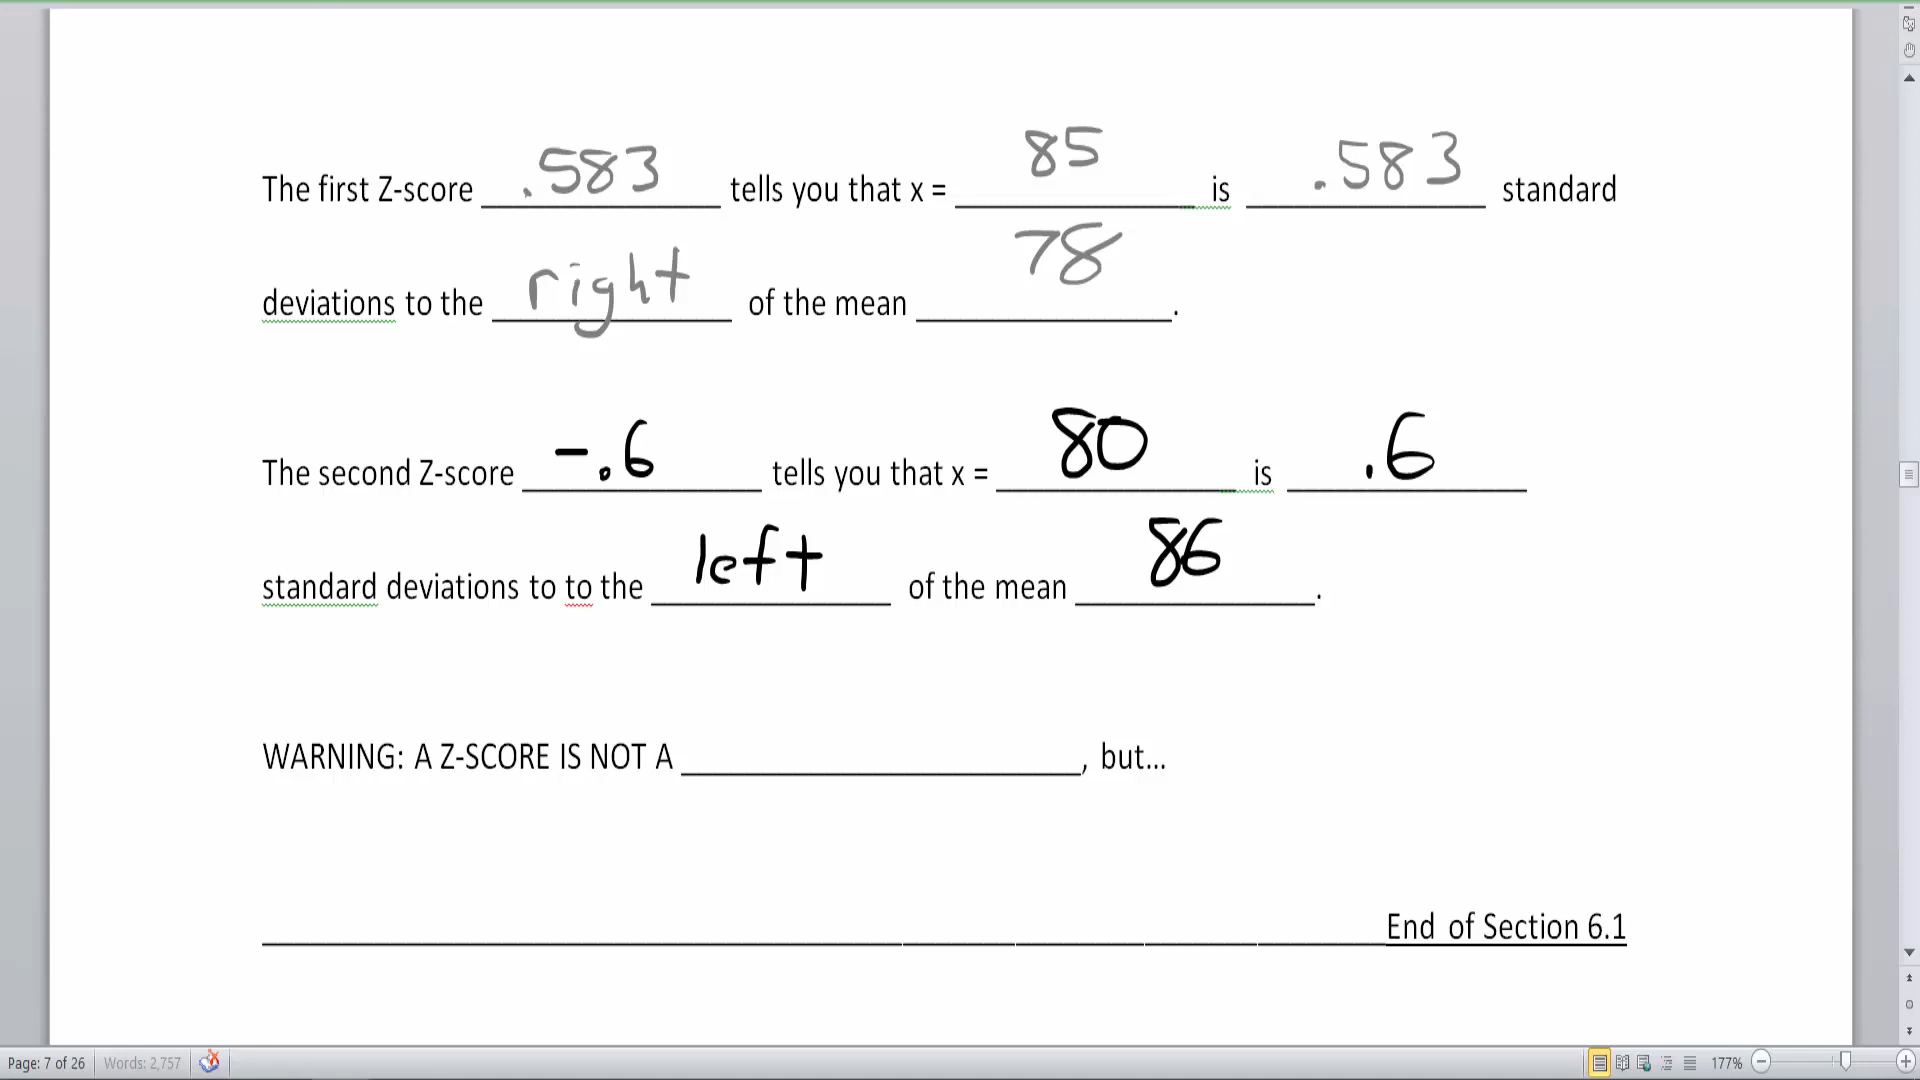 The first Z-score .583 tells you that x = 85 is .583 standard
deviations to the right of the mean 78.
The second Z-score -.6 tells you that x = 80 is .6
standard deviations to to the left of the mean 86.
WARNING: A Z-SCORE IS NOT A ____________, but...
End of Section 6.1
Page: 7 of 26 Words: 2,757 177%